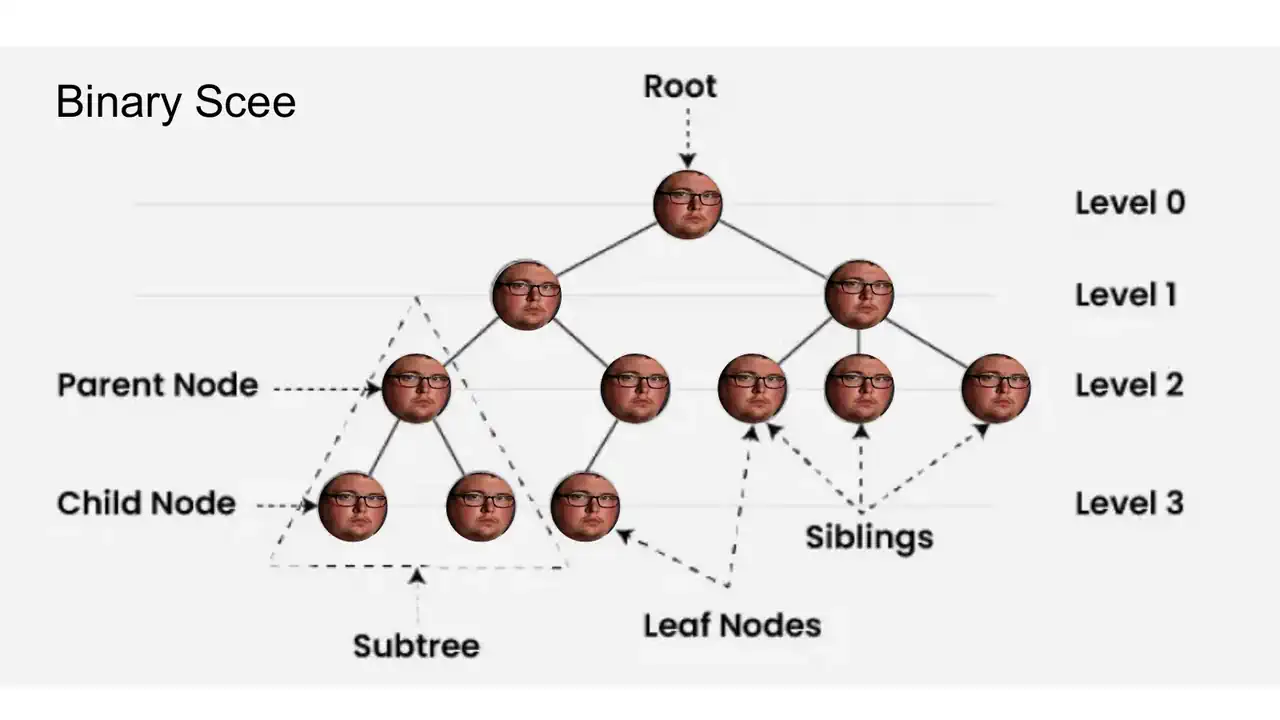 Binary Scee
Root
Level 0
Level 1
Parent Node
Level 2
Child Node
Level 3
Siblings
Leaf Nodes
Subtree